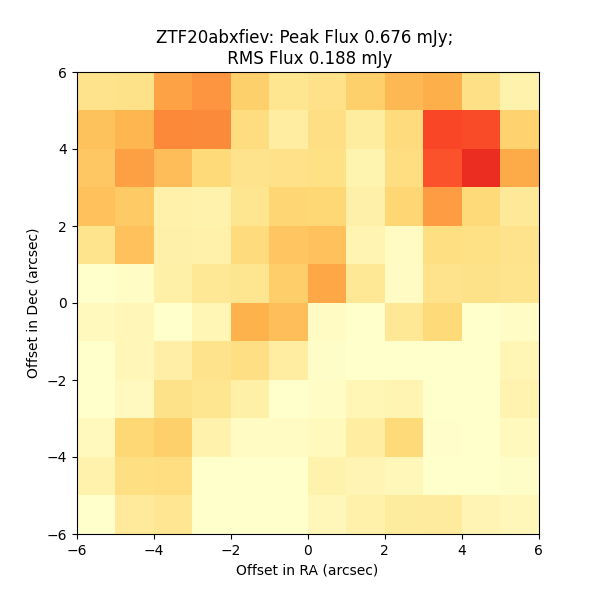 ZTF20abxfiev: Peak Flux 0.676 mJy;
RMS Flux 0.188 mJy
6
4
2
0
−2
−4
−6
Offset in Dec (arcsec)
−6 −4 −2 0 2 4 6
Offset in RA (arcsec)